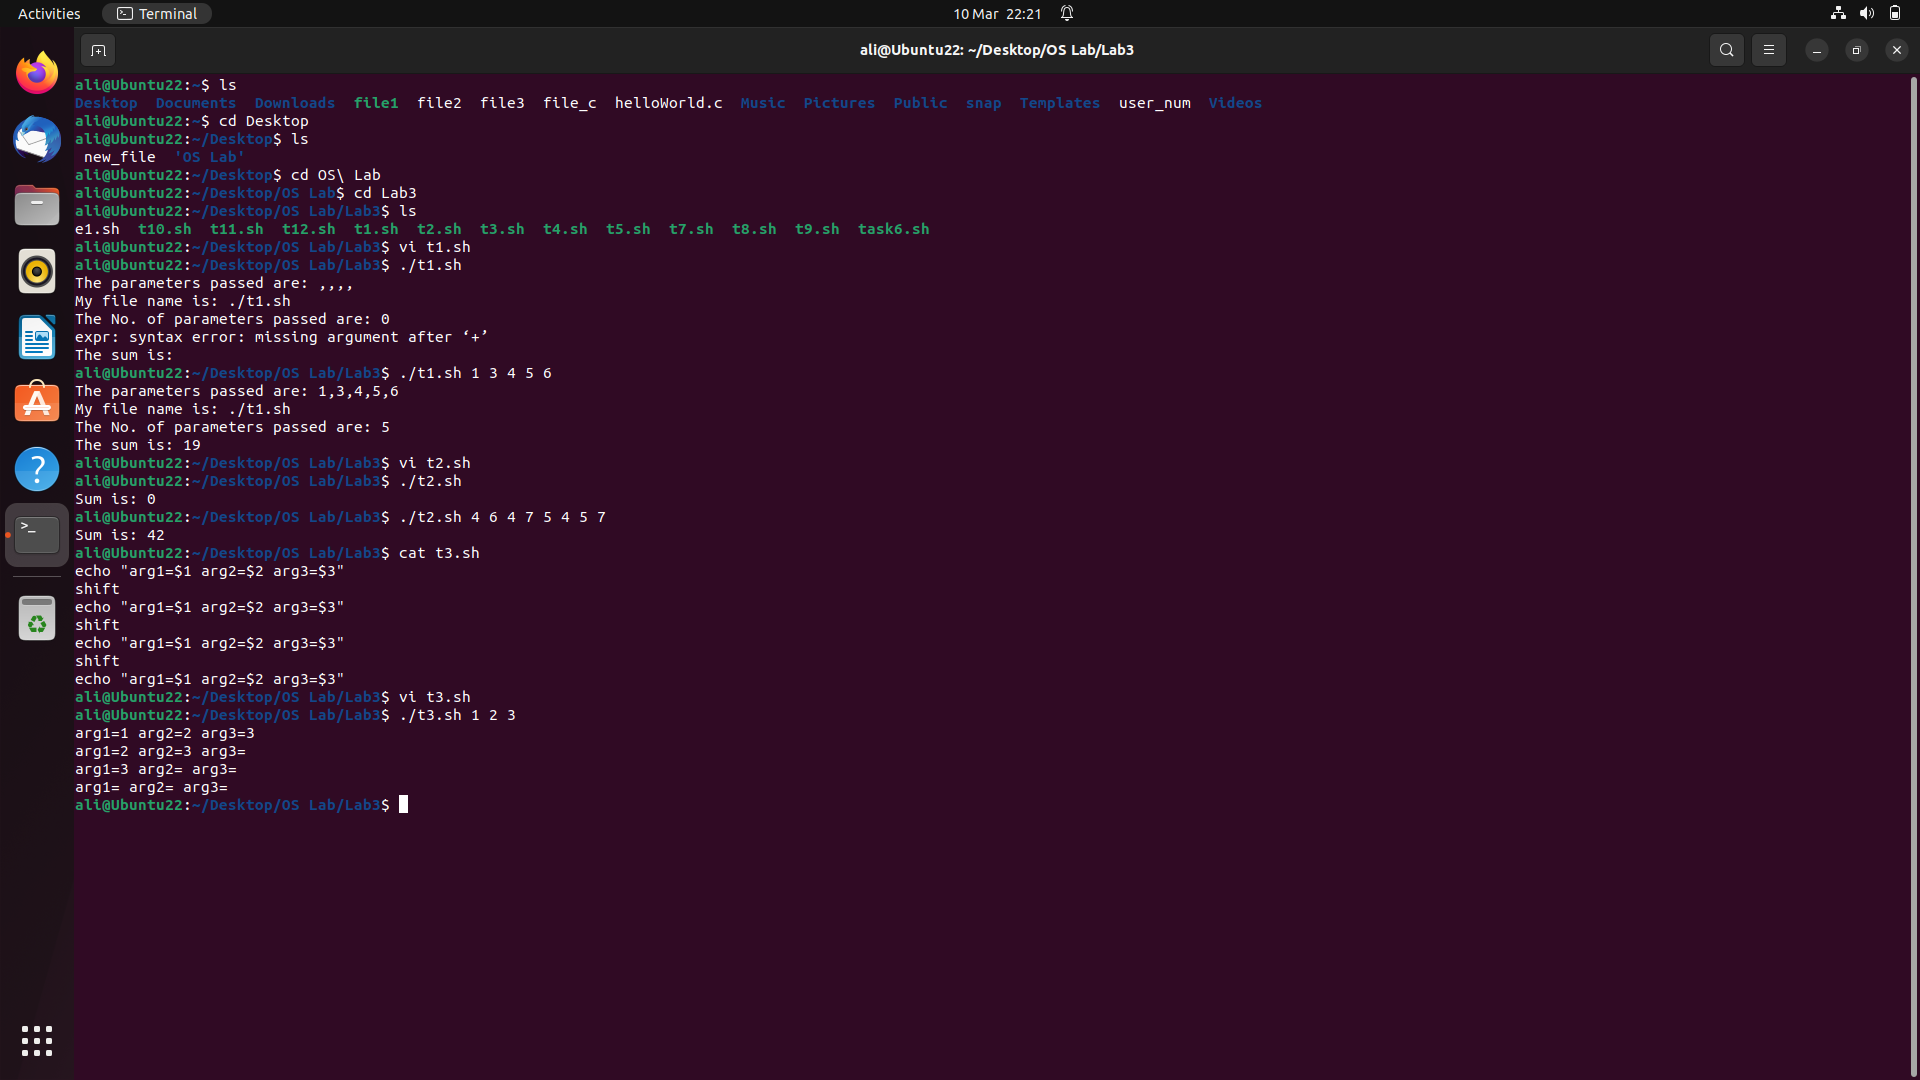 Activities Terminal 10 Mar 22:21
ali@Ubuntu22: ~/Desktop/OS Lab/Lab3
ali@Ubuntu22:~$ ls
Desktop Documents Downloads file1 file2 file3 file_c helloWorld.c Music Pictures Public snap Templates user_num Videos
ali@Ubuntu22:~$ cd Desktop
ali@Ubuntu22:~/Desktop$ ls
new_file 'OS Lab'
ali@Ubuntu22:~/Desktop$ cd OS\ Lab
ali@Ubuntu22:~/Desktop/OS Lab$ cd Lab3
ali@Ubuntu22:~/Desktop/OS Lab/Lab3$ ls
e1.sh t10.sh t11.sh t12.sh t1.sh t2.sh t3.sh t4.sh t5.sh t7.sh t8.sh t9.sh task6.sh
ali@Ubuntu22:~/Desktop/OS Lab/Lab3$ vi t1.sh
ali@Ubuntu22:~/Desktop/OS Lab/Lab3$ ./t1.sh
The parameters passed are: ,,,,
My file name is: ./t1.sh
The No. of parameters passed are: 0
expr: syntax error: missing argument after ‘+’
The sum is:
ali@Ubuntu22:~/Desktop/OS Lab/Lab3$ ./t1.sh 1 3 4 5 6
The parameters passed are: 1,3,4,5,6
My file name is: ./t1.sh
The No. of parameters passed are: 5
The sum is: 19
ali@Ubuntu22:~/Desktop/OS Lab/Lab3$ vi t2.sh
ali@Ubuntu22:~/Desktop/OS Lab/Lab3$ ./t2.sh
Sum is: 0
ali@Ubuntu22:~/Desktop/OS Lab/Lab3$ ./t2.sh 4 6 4 7 5 4 5 7
Sum is: 42
ali@Ubuntu22:~/Desktop/OS Lab/Lab3$ cat t3.sh
echo "arg1=$1 arg2=$2 arg3=$3"
shift
echo "arg1=$1 arg2=$2 arg3=$3"
shift
echo "arg1=$1 arg2=$2 arg3=$3"
shift
echo "arg1=$1 arg2=$2 arg3=$3"
ali@Ubuntu22:~/Desktop/OS Lab/Lab3$ vi t3.sh
ali@Ubuntu22:~/Desktop/OS Lab/Lab3$ ./t3.sh 1 2 3
arg1=1 arg2=2 arg3=3
arg1=2 arg2=3 arg3=
arg1=3 arg2= arg3=
arg1= arg2= arg3=
ali@Ubuntu22:~/Desktop/OS Lab/Lab3$